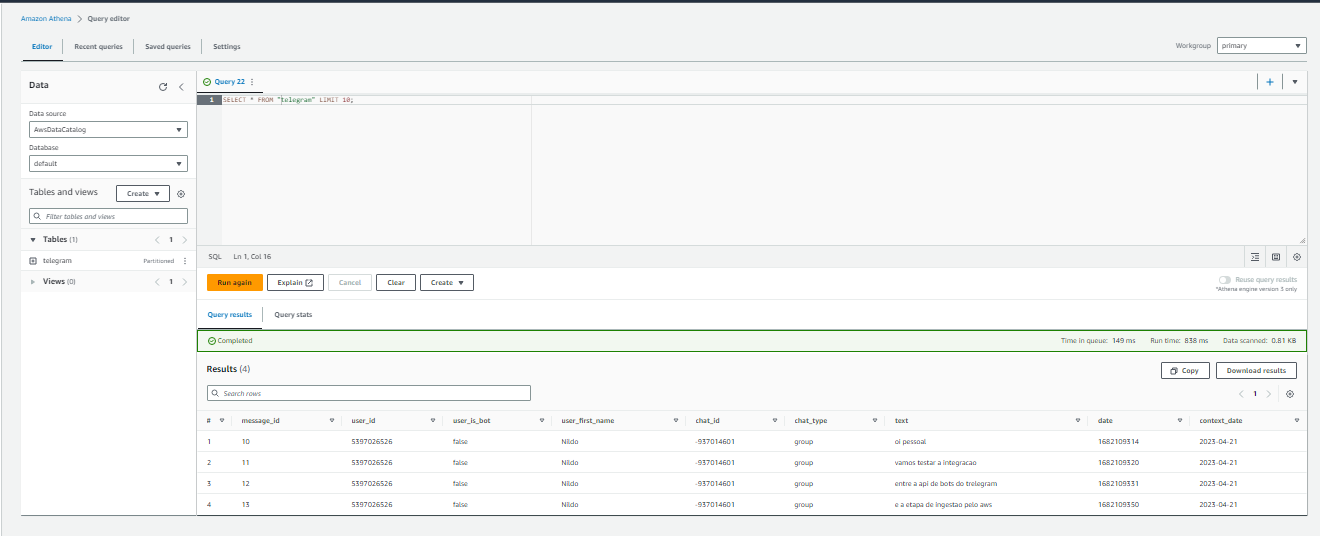 Amazon Athena > Query editor
Editor Recent queries Saved queries Settings
Workgroup primary
Data
Data source
AwsDataCatalog
Database
default
Tables and views Create
Filter tables and views
Tables (1) 1
telegram Partitioned
Views (0) 1
Query 22
1 SELECT * FROM "telegram" LIMIT 10;
SQL Ln 1, Col 16
Run again Explain Cancel Clear Create
Reuse query results
*Athena engine version 3 only
Query results Query stats
Completed Time in queue: 149 ms Run time: 838 ms Data scanned: 0.81 KB
Results (4) Copy Download results
Search rows 1
# message_id user_id user_is_bot user_first_name chat_id chat_type text date context_date
1 10 5397026526 false Nildo -937014601 group oi pessoal 1682109314 2023-04-21
2 11 5397026526 false Nildo -937014601 group vamos testar a integracao 1682109320 2023-04-21
3 12 5397026526 false Nildo -937014601 group entre a api de bots do trelegram 1682109331 2023-04-21
4 13 5397026526 false Nildo -937014601 group e a etapa de ingestao pelo aws 1682109350 2023-04-21